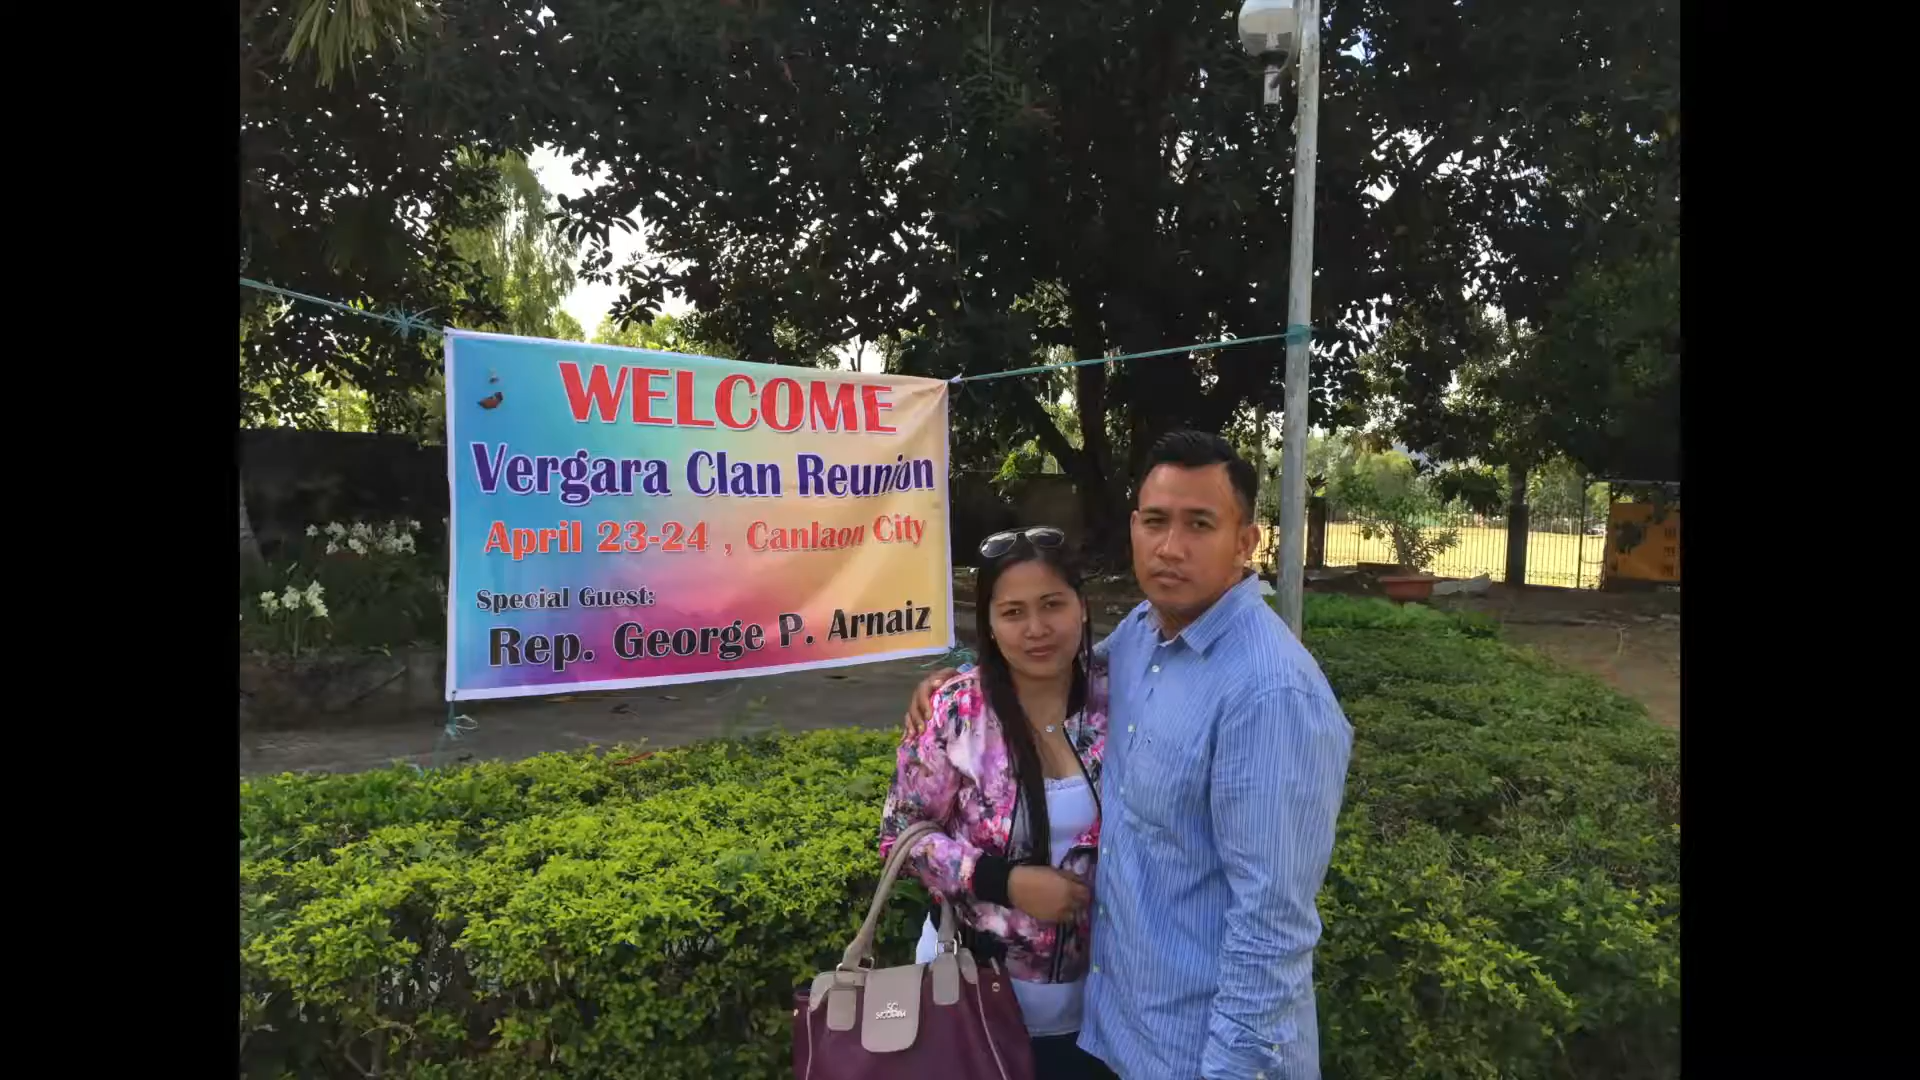 WELCOME
Vergara Clan Reunion
April 23-24 , Canlaon City
Special Guest:
Rep. George P. Arnaiz